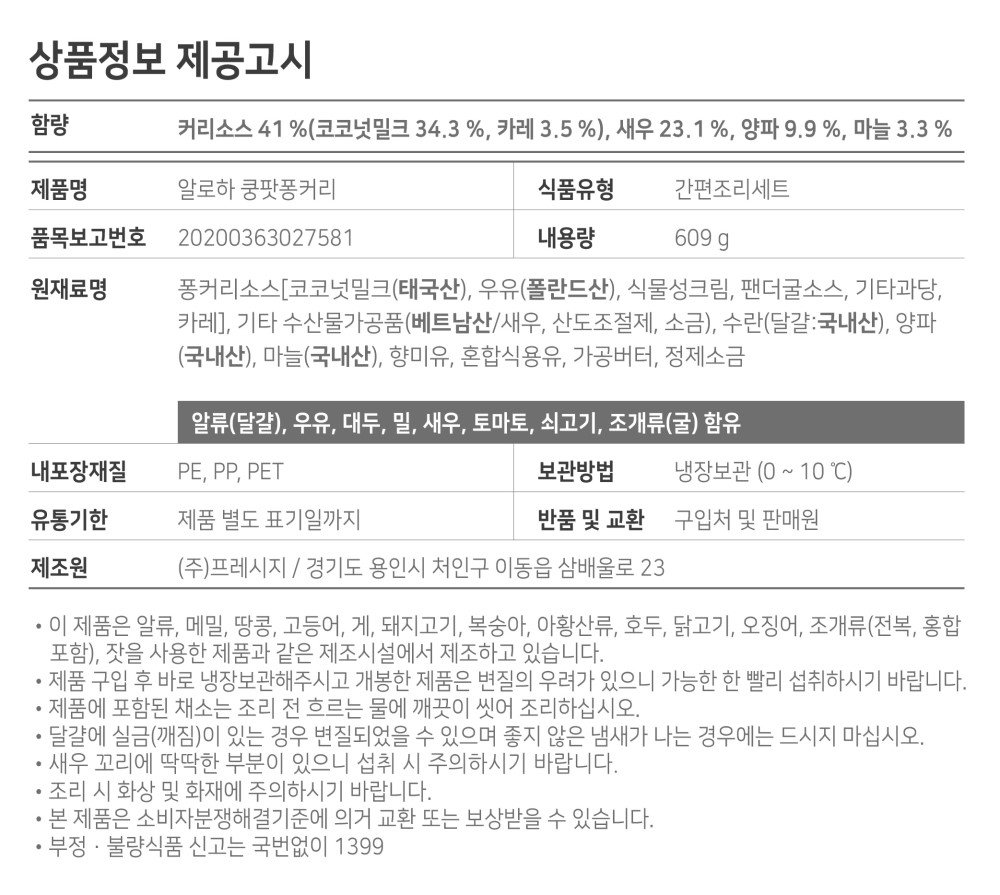 상품정보 제공고시
함량 커리소스 41 %(코코넛밀크 34.3 %, 카레 3.5 %), 새우 23.1 %, 양파 9.9 %, 마늘 3.3 %
제품명 알로하 쿵팟퐁커리 식품유형 간편조리세트
품목보고번호 20200363027581 내용량 609 g
원재료명 퐁커리소스[코코넛밀크(태국산), 우유(폴란드산), 식물성크림, 팬더굴소스, 기타과당,
카레], 기타 수산물가공품(베트남산/새우, 산도조절제, 소금), 수란(달걀:국내산), 양파
(국내산), 마늘(국내산), 향미유, 혼합식용유, 가공버터, 정제소금
알류(달걀), 우유, 대두, 밀, 새우, 토마토, 쇠고기, 조개류(굴) 함유
내포장재질 PE, PP, PET 보관방법 냉장보관 (0 ~ 10 ℃)
유통기한 제품 별도 표기일까지 반품 및 교환 구입처 및 판매원
제조원 (주)프레시지 / 경기도 용인시 처인구 이동읍 삼배울로 23
• 이 제품은 알류, 메밀, 땅콩, 고등어, 게, 돼지고기, 복숭아, 아황산류, 호두, 닭고기, 오징어, 조개류(전복, 홍합
포함), 잣을 사용한 제품과 같은 제조시설에서 제조하고 있습니다.
• 제품 구입 후 바로 냉장보관해주시고 개봉한 제품은 변질의 우려가 있으니 가능한 한 빨리 섭취하시기 바랍니다.
• 제품에 포함된 채소는 조리 전 흐르는 물에 깨끗이 씻어 조리하십시오.
• 달걀에 실금(깨짐)이 있는 경우 변질되었을 수 있으며 좋지 않은 냄새가 나는 경우에는 드시지 마십시오.
• 새우 꼬리에 딱딱한 부분이 있으니 섭취 시 주의하시기 바랍니다.
• 조리 시 화상 및 화재에 주의하시기 바랍니다.
• 본 제품은 소비자분쟁해결기준에 의거 교환 또는 보상받을 수 있습니다.
• 부정 · 불량식품 신고는 국번없이 1399